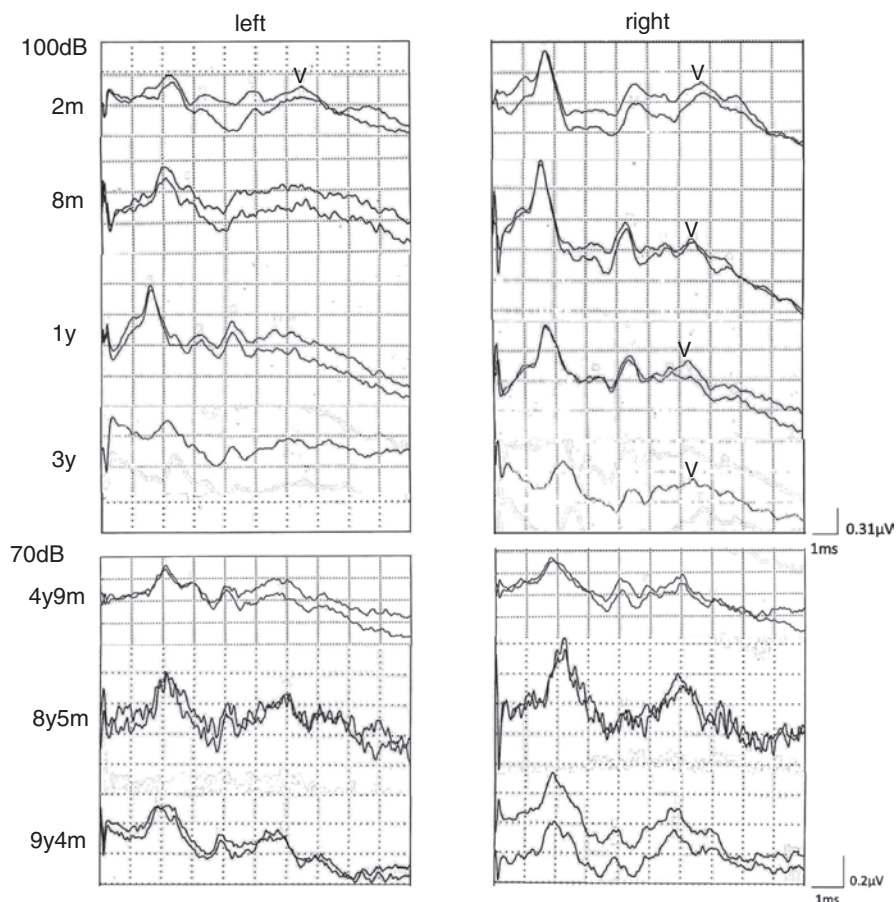 left
right
100dB
2m
V
V
8m
V
1y
V
3y
V
0.31µV
1ms
70dB
4y9m
8y5m
9y4m
0.2µV
1ms